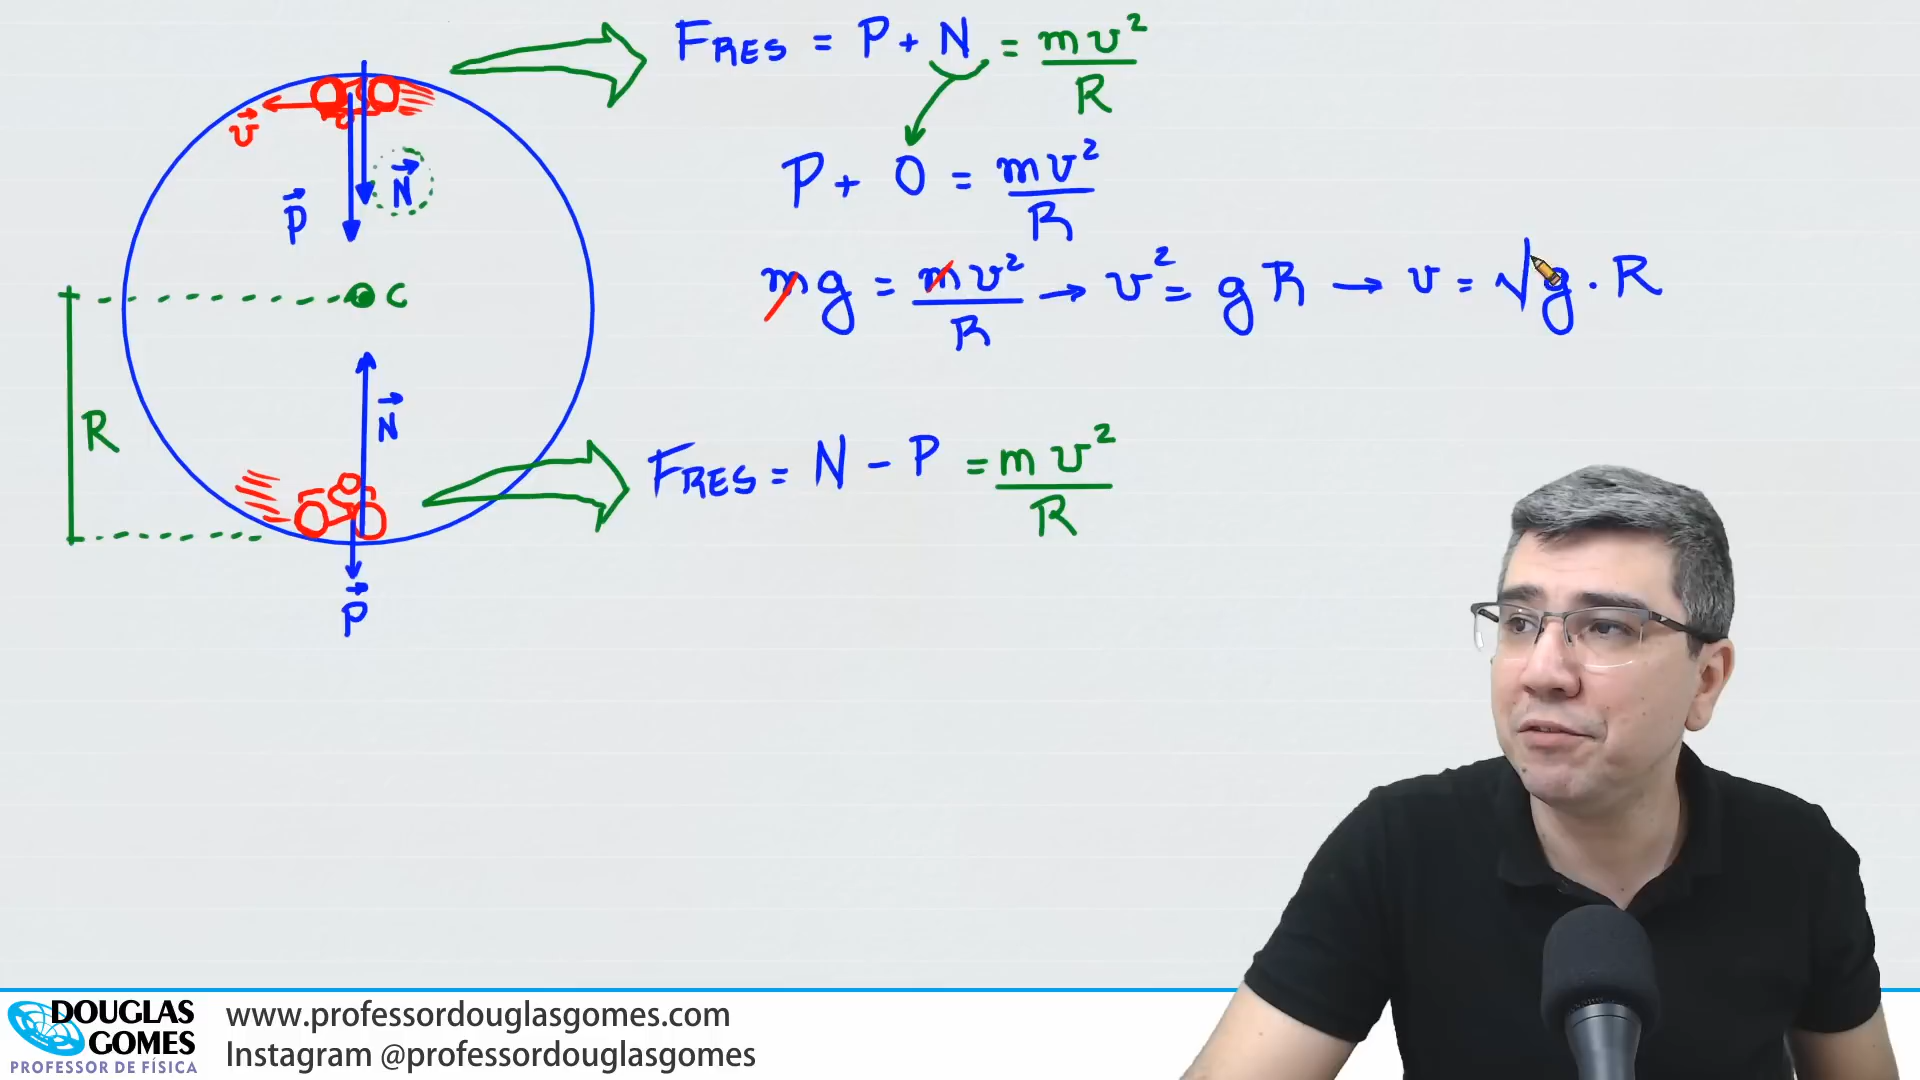 F_RES = P + N = mv²/R
P + 0 = mv²/R
mg = mv²/R → v² = gR → v = √g . R
v⃗
P⃗
N⃗
C
R
N⃗
P⃗
F_RES = N - P = mv²/R
DOUGLAS
GOMES
PROFESSOR DE FÍSICA
www.professordouglasgomes.com
Instagram @professordouglasgomes